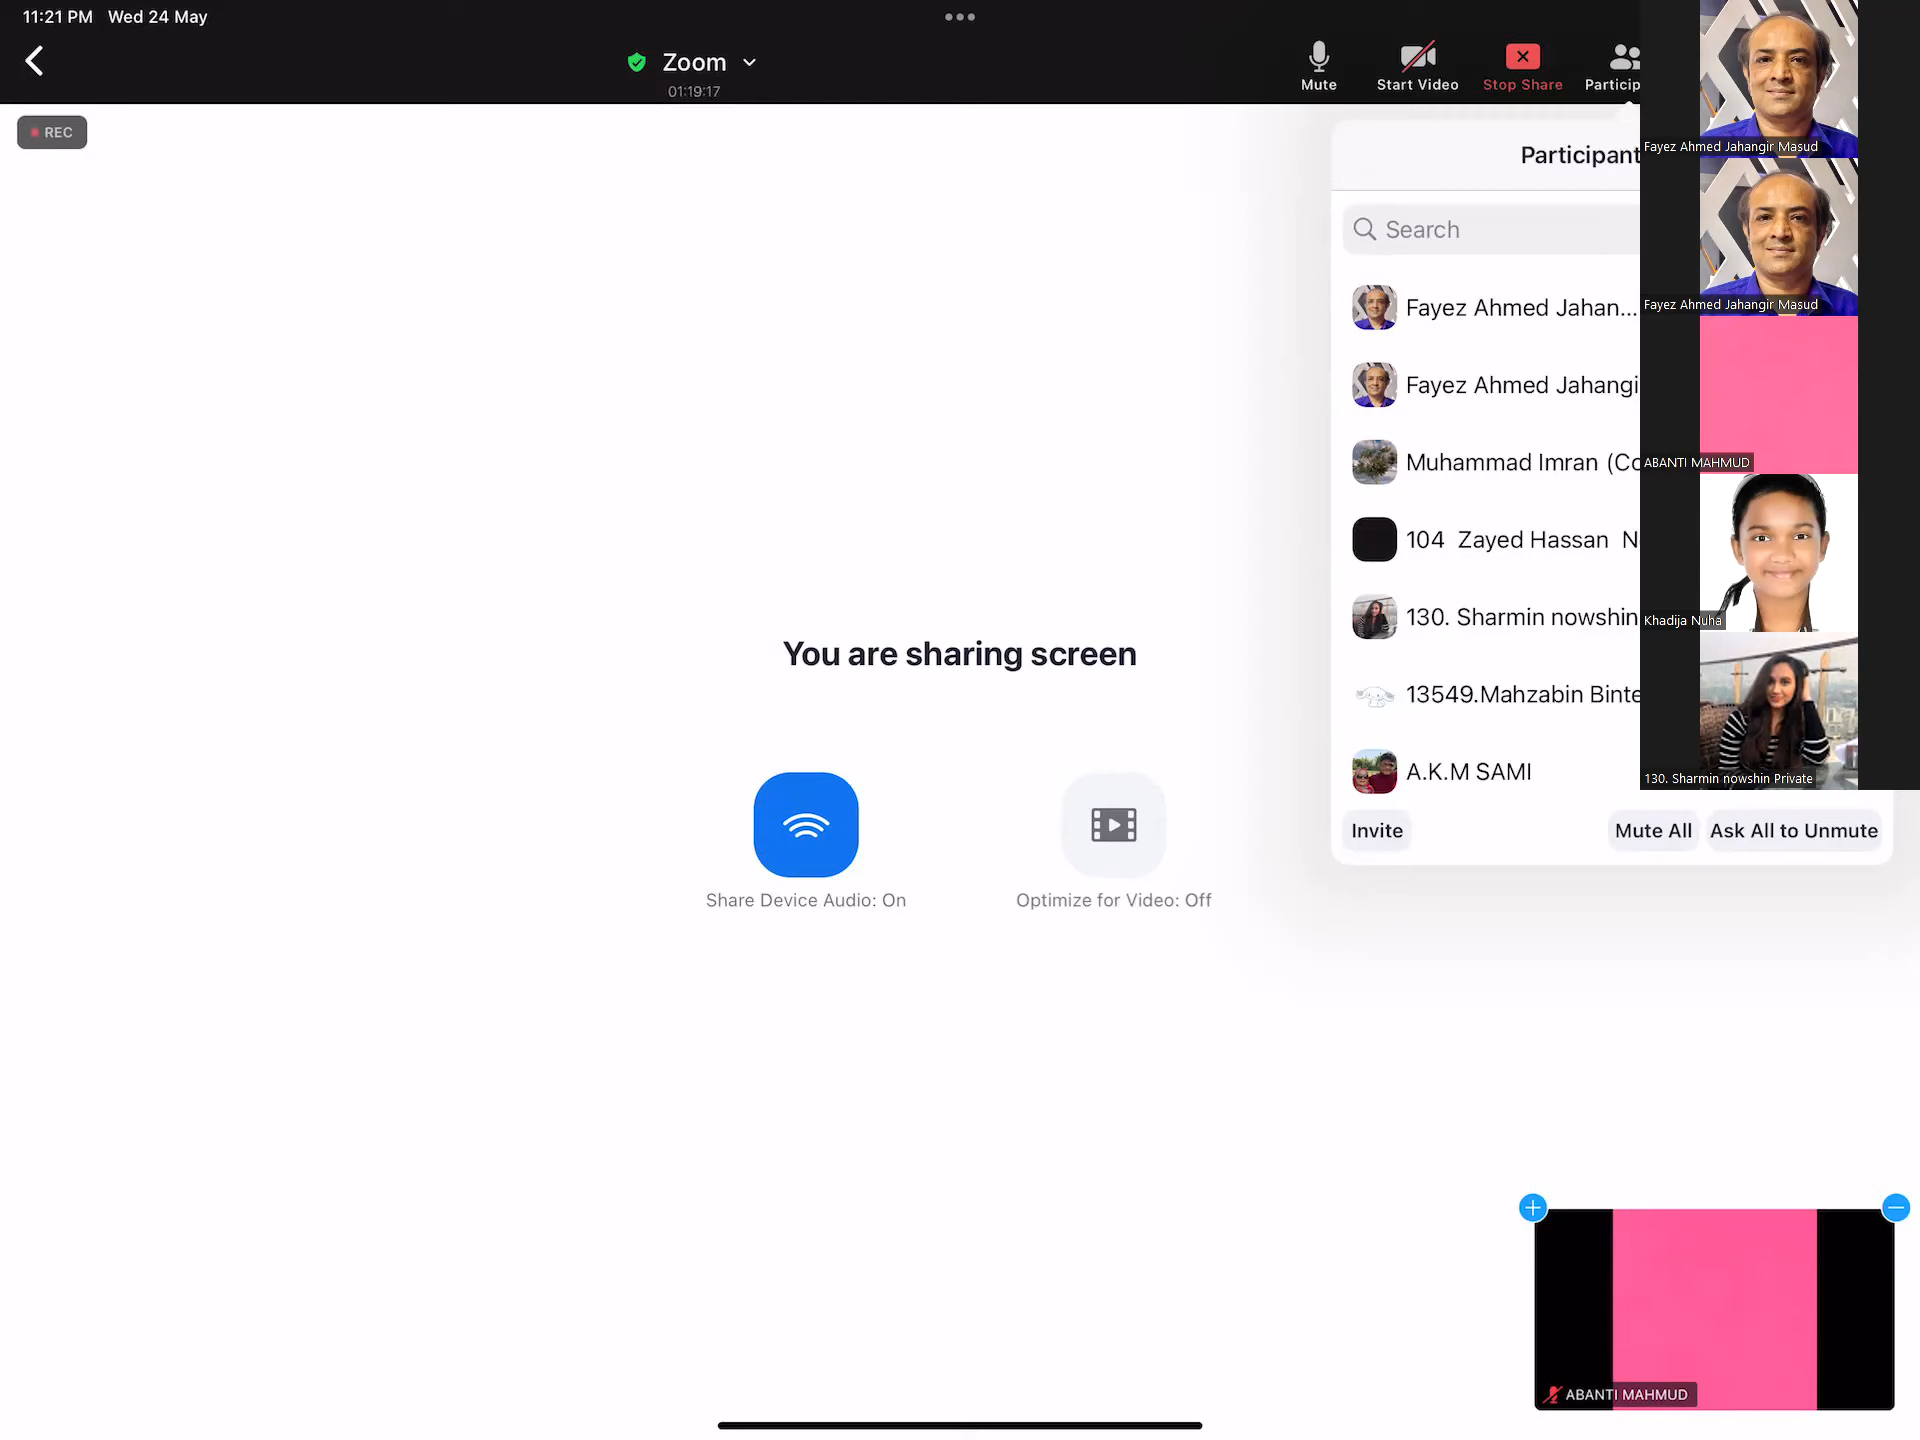 11:21 PM Wed 24 May
Zoom
01:19:17
Mute
Start Video
Stop Share
Particip
REC
Participant
Search
Fayez Ahmed Jahan...
Fayez Ahmed Jahangi
Muhammad Imran (Co
104 Zayed Hassan N
130. Sharmin nowshin
13549.Mahzabin Binte
A.K.M SAMI
Invite
Mute All
Ask All to Unmute
Fayez Ahmed Jahangir Masud
Fayez Ahmed Jahangir Masud
ABANTI MAHMUD
Khadija Nuha
130. Sharmin nowshin Private
You are sharing screen
Share Device Audio: On
Optimize for Video: Off
ABANTI MAHMUD